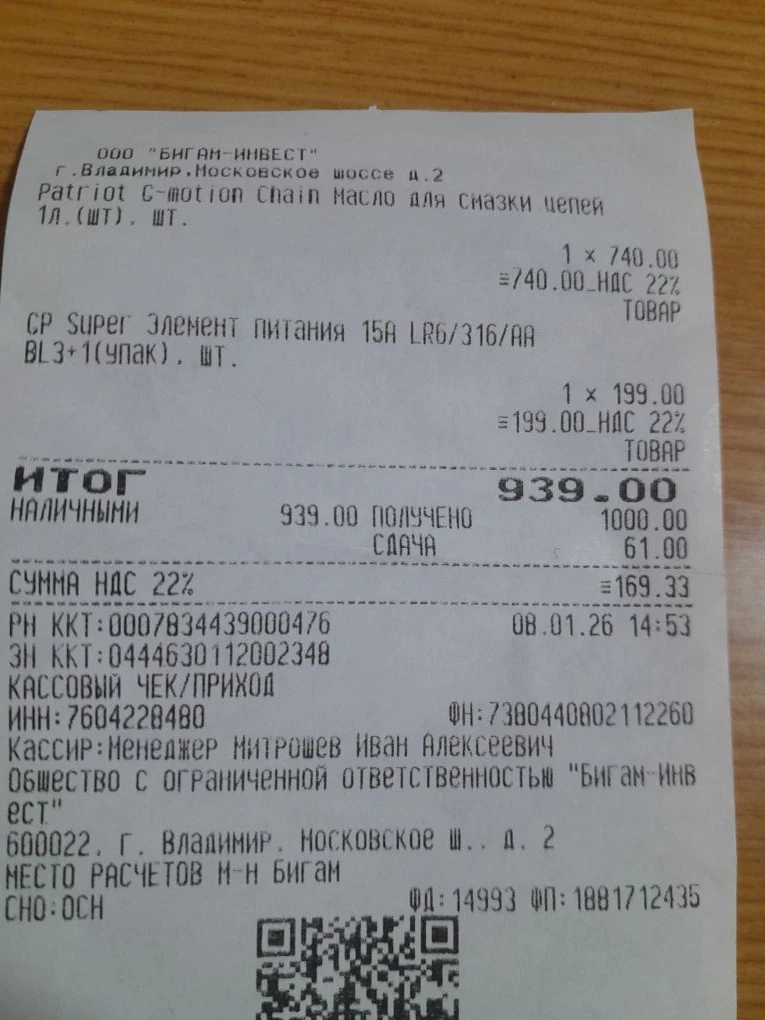 ООО "БИГАМ-ИНВЕСТ"
г.Владимир,Московское шоссе д.2
Patriot G-motion Chain Масло для смазки цепей
1л.(ШТ), шт.
1 × 740.00
≡740.00_НДС 22%
ТОВАР
СР Super Элемент питания 15A LR6/316/AA
BL3+1(упак), шт.
1 × 199.00
≡199.00_НДС 22%
ТОВАР
ИТОГ 939.00
НАЛИЧНЫМИ 939.00 ПОЛУЧЕНО 1000.00
СДАЧА 61.00
СУММА НДС 22% ≡169.33
РН ККТ:0007834439000476 08.01.26 14:53
ЗН ККТ:0444630112002348
КАССОВЫЙ ЧЕК/ПРИХОД
ИНН:7604228480 ФН:7380440802112260
Кассир:Менеджер Митрошев Иван Алексеевич
Общество с ограниченной ответственностью "Бигам-Инв
ест"
600022, г. Владимир, Московское ш., д. 2
МЕСТО РАСЧЕТОВ М-н Бигам
СНО:ОСН ФД:14993 ФП:1881712435